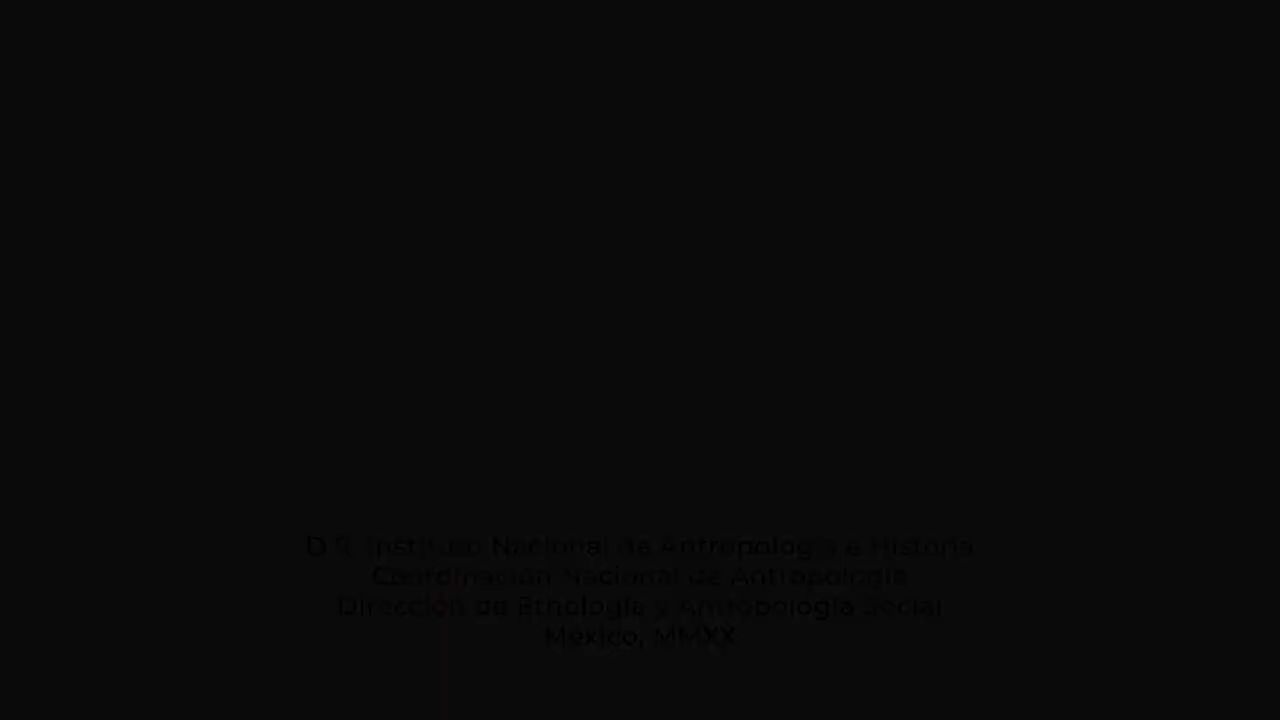 D.R. Instituto Nacional de Antropología e Historia
Coordinación Nacional de Antropología
Dirección de Etnología y Antropología Social
México, MMXX